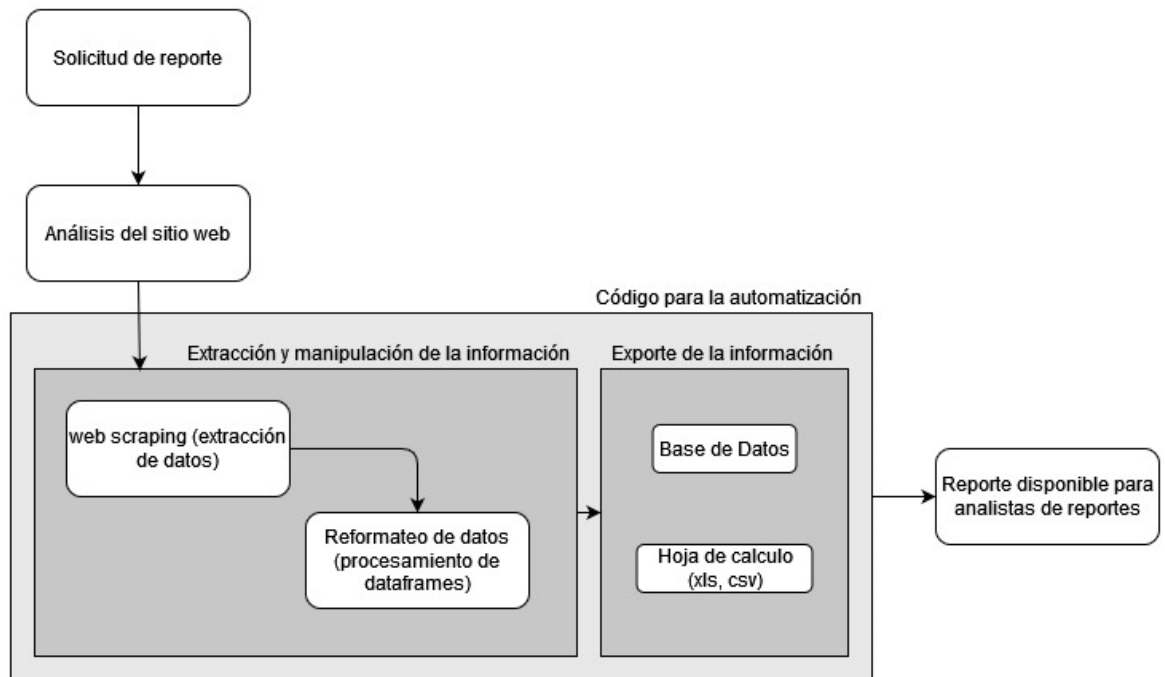 Solicitud de reporte
Análisis del sitio web
Código para la automatización
Extracción y manipulación de la información
Exporte de la información
web scraping (extracción
de datos)
Base de Datos
Reporte disponible para
analistas de reportes
Reformateo de datos
(procesamiento de
dataframes)
Hoja de calculo
(xls, csv)